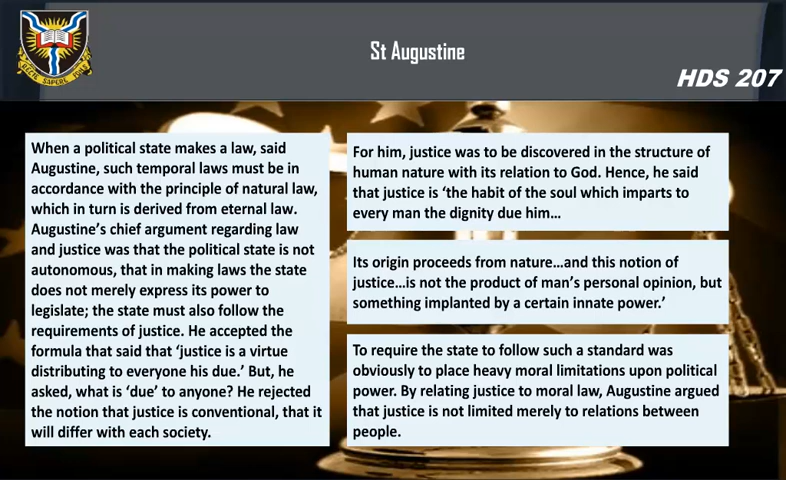 St Augustine
HDS 207
RECTE SAPERE FONS
When a political state makes a law, said
Augustine, such temporal laws must be in
accordance with the principle of natural law,
which in turn is derived from eternal law.
Augustine's chief argument regarding law
and justice was that the political state is not
autonomous, that in making laws the state
does not merely express its power to
legislate; the state must also follow the
requirements of justice. He accepted the
formula that said that 'justice is a virtue
distributing to everyone his due.' But, he
asked, what is 'due' to anyone? He rejected
the notion that justice is conventional, that it
will differ with each society.
For him, justice was to be discovered in the structure of
human nature with its relation to God. Hence, he said
that justice is 'the habit of the soul which imparts to
every man the dignity due him…
Its origin proceeds from nature…and this notion of
justice…is not the product of man's personal opinion, but
something implanted by a certain innate power.'
To require the state to follow such a standard was
obviously to place heavy moral limitations upon political
power. By relating justice to moral law, Augustine argued
that justice is not limited merely to relations between
people.